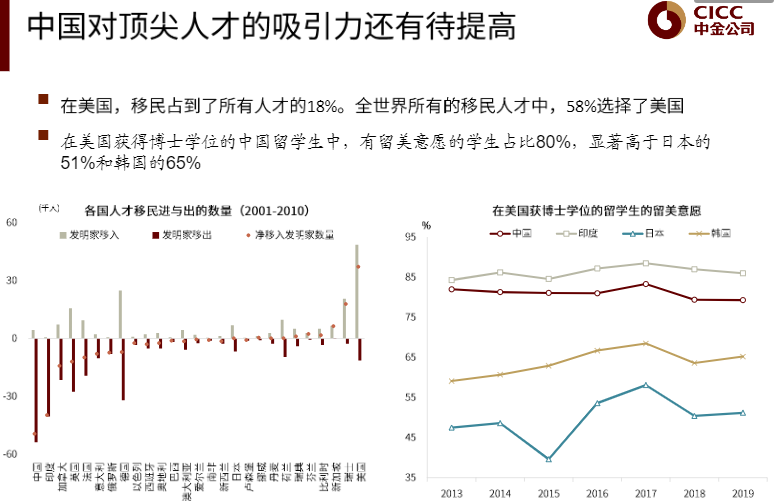 中国对顶尖人才的吸引力还有待提高
CICC
中金公司
在美国，移民占到了所有人才的18%。全世界所有的移民人才中，58%选择了美国
在美国获得博士学位的中国留学生中，有留美意愿的学生占比80%，显著高于日本的
51%和韩国的65%
(千人)
各国人才移民进与出的数量（2001-2010）
发明家移入
发明家移出
净移入发明家数量
60
30
0
-30
-60
中国
印度
加拿大
英国
法国
意大利
俄罗斯
德国
以色列
西班牙
奥地利
巴西
澳大利亚
爱尔兰
南非
新西兰
日本
卢森堡
挪威
丹麦
荷兰
瑞典
芬兰
比利时
新加坡
瑞士
美国
在美国获博士学位的留学生的留美意愿
%
中国
印度
日本
韩国
95
85
75
65
55
45
35
2013
2014
2015
2016
2017
2018
2019